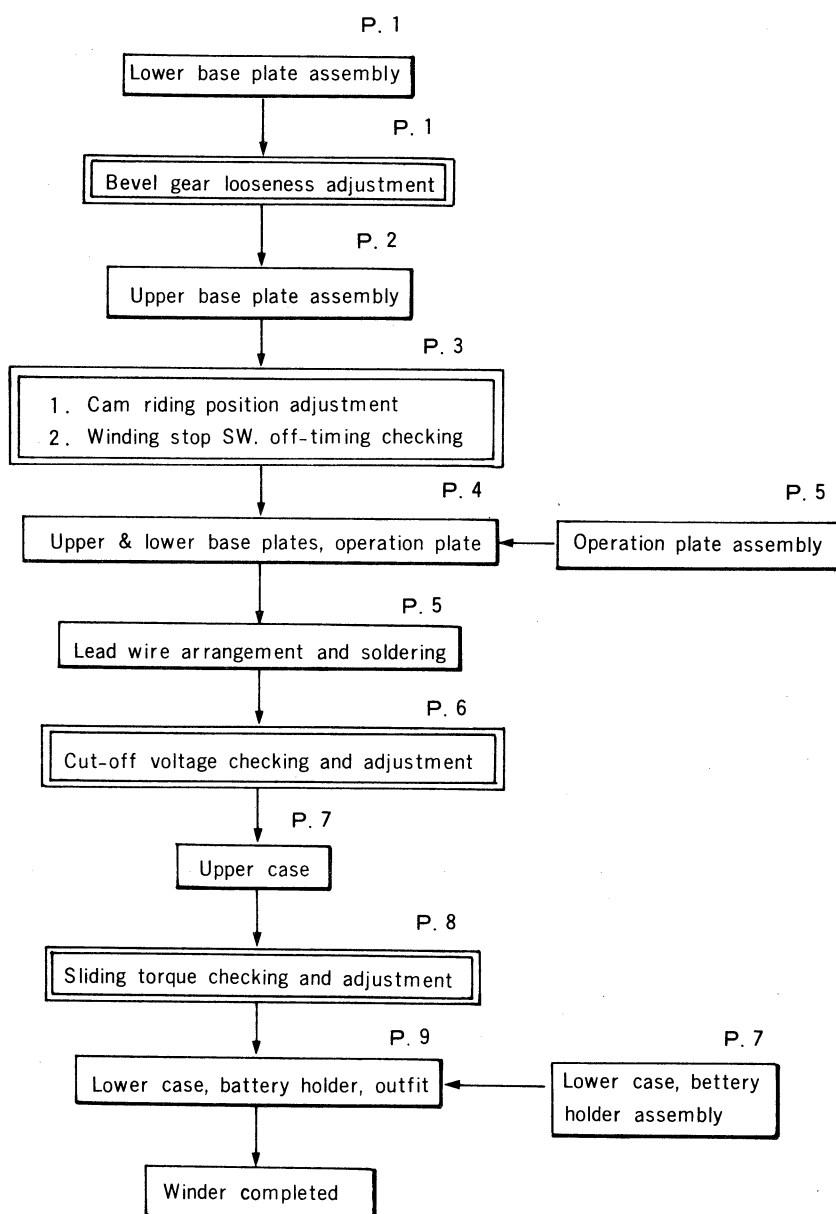 P. 1
Lower base plate assembly
P. 1
Bevel gear looseness adjustment
P. 2
Upper base plate assembly
P. 3
1. Cam riding position adjustment
2. Winding stop SW. off-timing checking
P. 4
Upper & lower base plates, operation plate
P. 5
Operation plate assembly
P. 5
Lead wire arrangement and soldering
P. 6
Cut-off voltage checking and adjustment
P. 7
Upper case
P. 8
Sliding torque checking and adjustment
P. 9
Lower case, battery holder, outfit
P. 7
Lower case, bettery
holder assembly
Winder completed